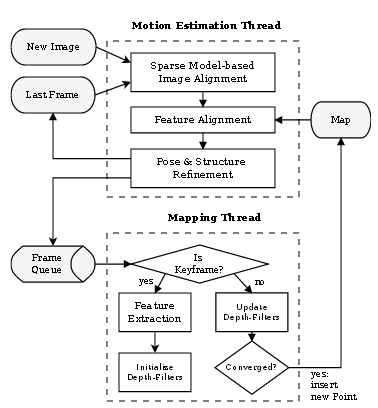 Motion Estimation Thread
New Image
Sparse Model-based
Image Alignment
Last Frame
Feature Alignment
Map
Pose & Structure
Refinement
Mapping Thread
Frame
Queue
Is
Keyframe?
yes
no
Feature
Extraction
Update
Depth-Filters
Initialise
Depth-Filters
Converged?
yes:
insert
new Point